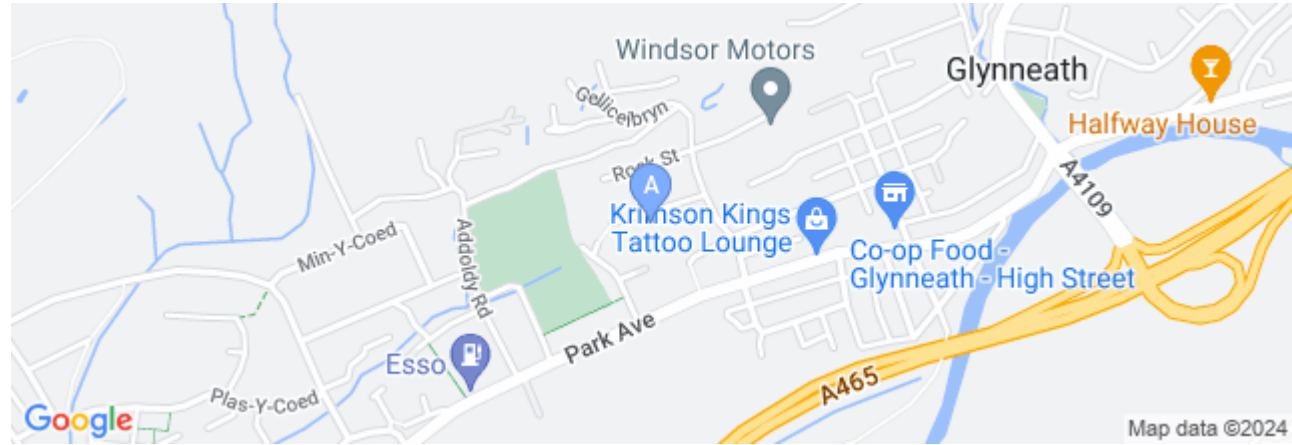 Windsor Motors
Glynneath
Gelliceibryn
Halfway House
Rock St
A
A4109
Krimson Kings
Tattoo Lounge
Co-op Food -
Glynneath - High Street
Min-Y-Coed
Addoldy Rd
Park Ave
Esso
A465
Plas-Y-Coed
Google
Map data ©2024